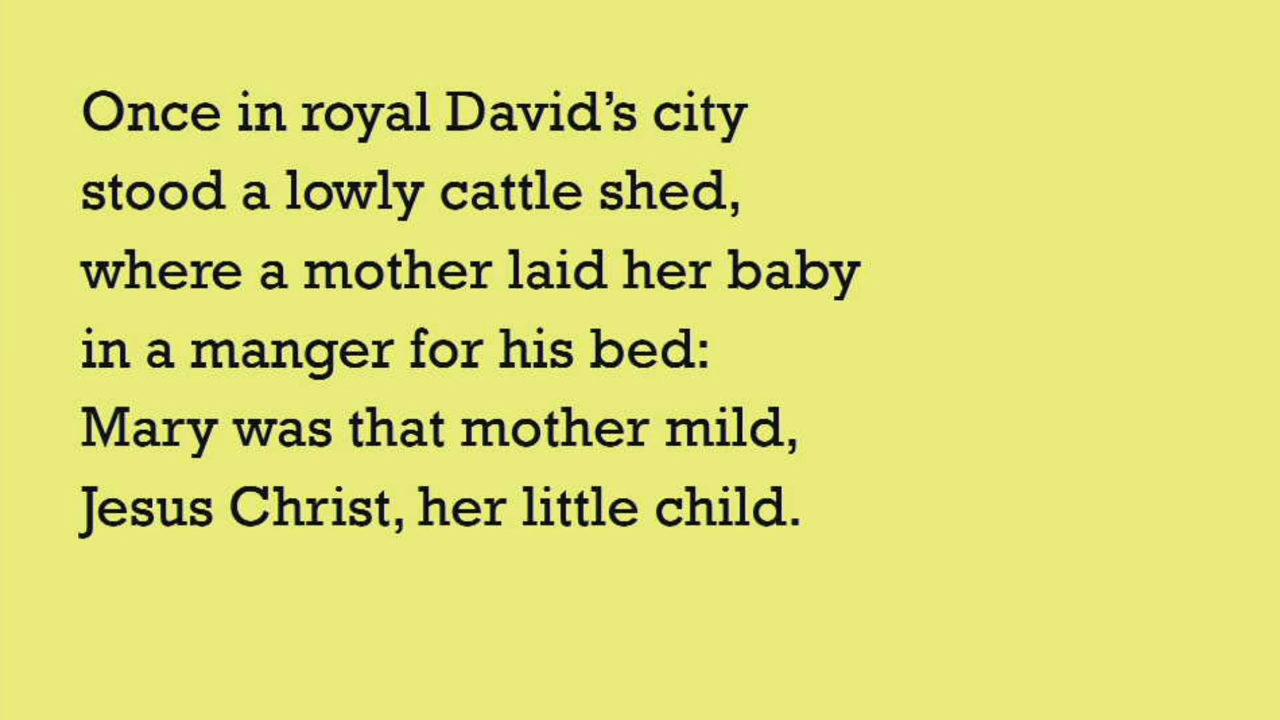 Once in royal David’s city
stood a lowly cattle shed,
where a mother laid her baby
in a manger for his bed:
Mary was that mother mild,
Jesus Christ, her little child.